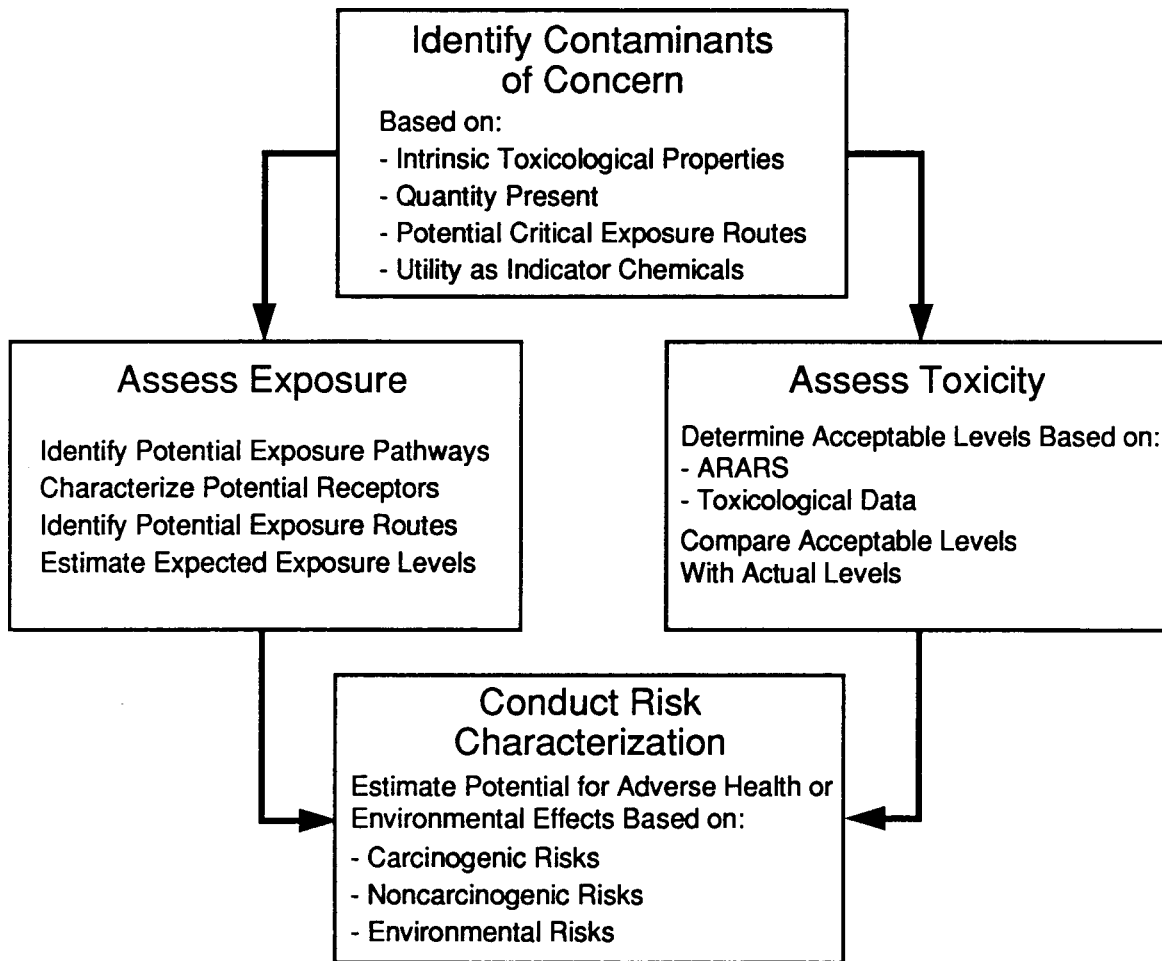 Identify Contaminants
of Concern
Based on:
- Intrinsic Toxicological Properties
- Quantity Present
- Potential Critical Exposure Routes
- Utility as Indicator Chemicals
Assess Exposure
Identify Potential Exposure Pathways
Characterize Potential Receptors
Identify Potential Exposure Routes
Estimate Expected Exposure Levels
Assess Toxicity
Determine Acceptable Levels Based on:
- ARARS
- Toxicological Data
Compare Acceptable Levels
With Actual Levels
Conduct Risk
Characterization
Estimate Potential for Adverse Health or
Environmental Effects Based on:
- Carcinogenic Risks
- Noncarcinogenic Risks
- Environmental Risks